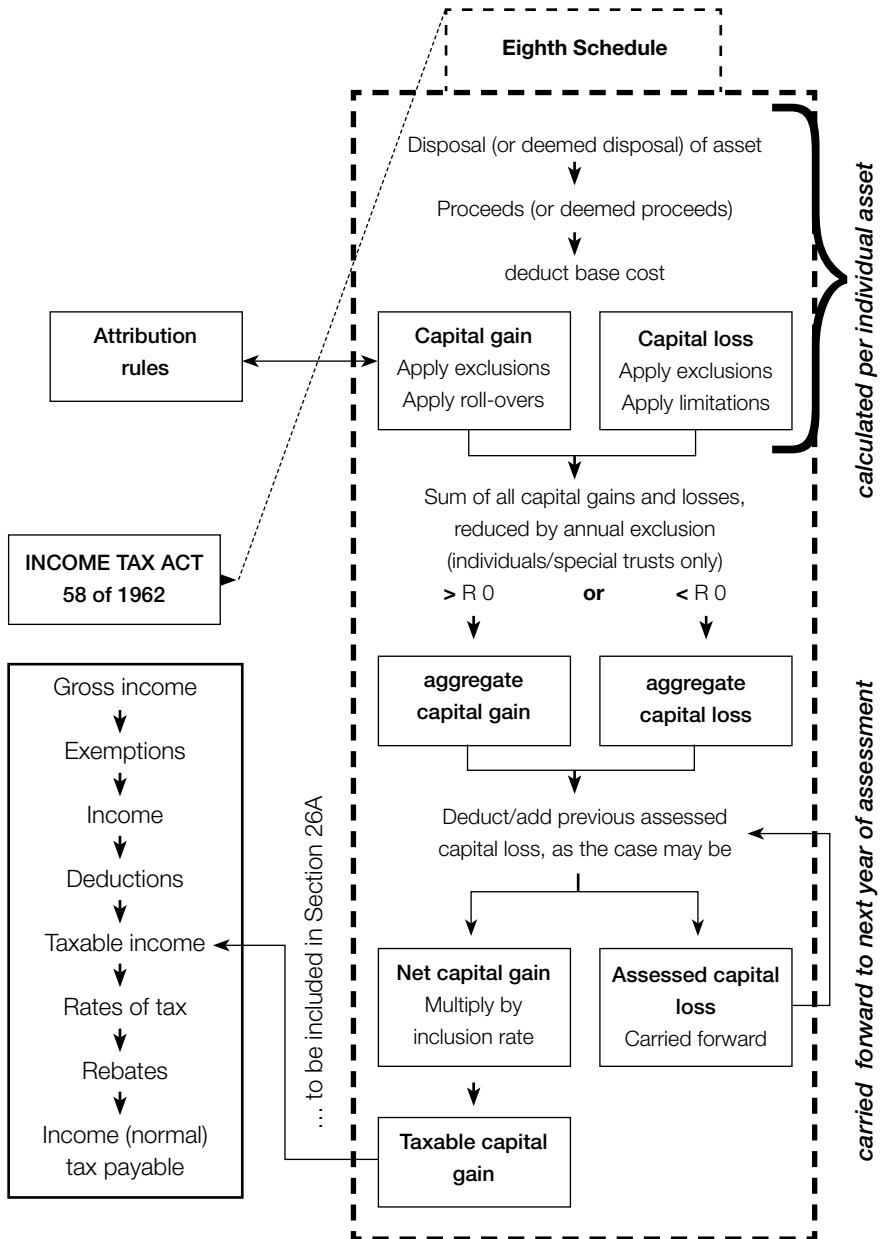 Eighth Schedule
Disposal (or deemed disposal) of asset
Proceeds (or deemed proceeds)
deduct base cost
calculated per individual asset
Attribution
rules
Capital gain
Apply exclusions
Apply roll-overs
Capital loss
Apply exclusions
Apply limitations
Sum of all capital gains and losses,
reduced by annual exclusion
(individuals/special trusts only)
> R 0 or < R 0
INCOME TAX ACT
58 of 1962
aggregate
capital gain
aggregate
capital loss
Deduct/add previous assessed
capital loss, as the case may be
Net capital gain
Multiply by
inclusion rate
Assessed capital
loss
Carried forward
carried forward to next year of assessment
Taxable capital
gain
... to be included in Section 26A
Gross income
Exemptions
Income
Deductions
Taxable income
Rates of tax
Rebates
Income (normal)
tax payable